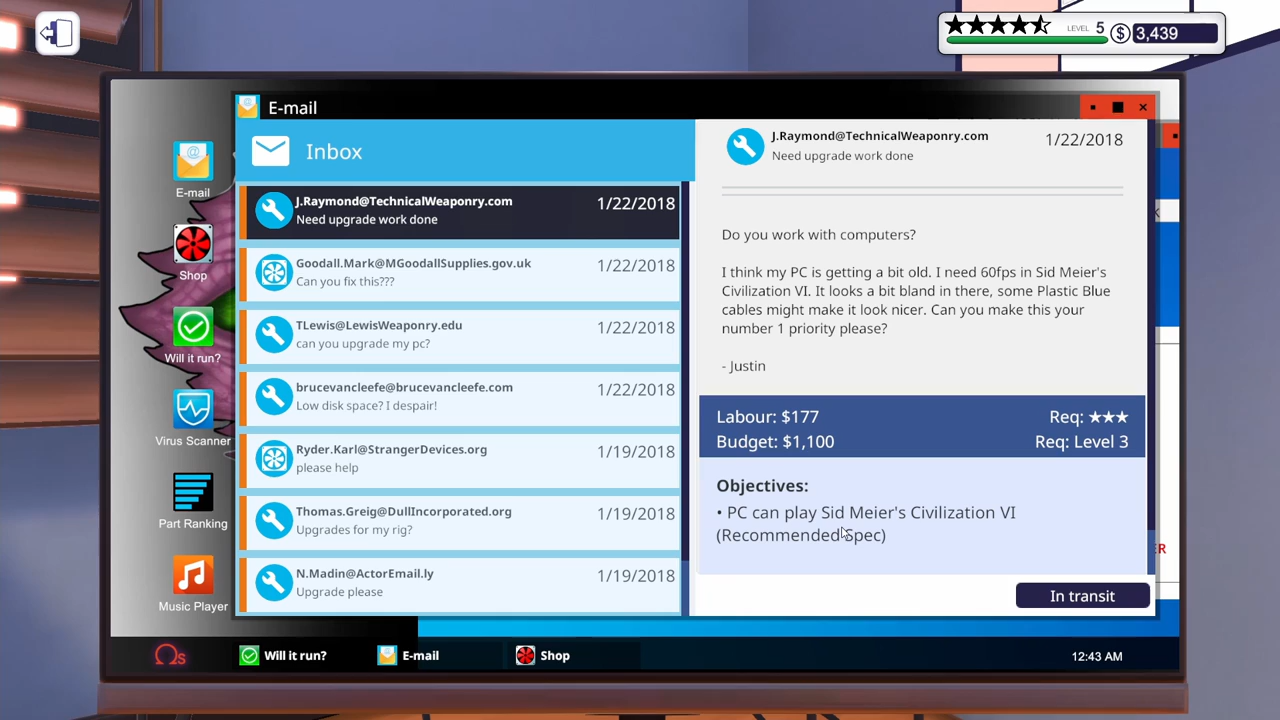 LEVEL 5
$ 3,439
E-mail
Inbox
J.Raymond@TechnicalWeaponry.com 1/22/2018
Need upgrade work done
Goodall.Mark@MGoodallSupplies.gov.uk 1/22/2018
Can you fix this???
TLewis@LewisWeaponry.edu 1/22/2018
can you upgrade my pc?
brucevancleefe@brucevancleefe.com 1/22/2018
Low disk space? I despair!
Ryder.Karl@StrangerDevices.org 1/19/2018
please help
Thomas.Greig@DullIncorporated.org 1/19/2018
Upgrades for my rig?
N.Madin@ActorEmail.ly 1/19/2018
Upgrade please
J.Raymond@TechnicalWeaponry.com 1/22/2018
Need upgrade work done
Do you work with computers?
I think my PC is getting a bit old. I need 60fps in Sid Meier's
Civilization VI. It looks a bit bland in there, some Plastic Blue
cables might make it look nicer. Can you make this your
number 1 priority please?
- Justin
Labour: $177 Req: ★★★
Budget: $1,100 Req: Level 3
Objectives:
• PC can play Sid Meier's Civilization VI
(Recommended Spec)
In transit
E-mail
Shop
Will it run?
Virus Scanner
Part Ranking
Music Player
Will it run?
E-mail
Shop
12:43 AM